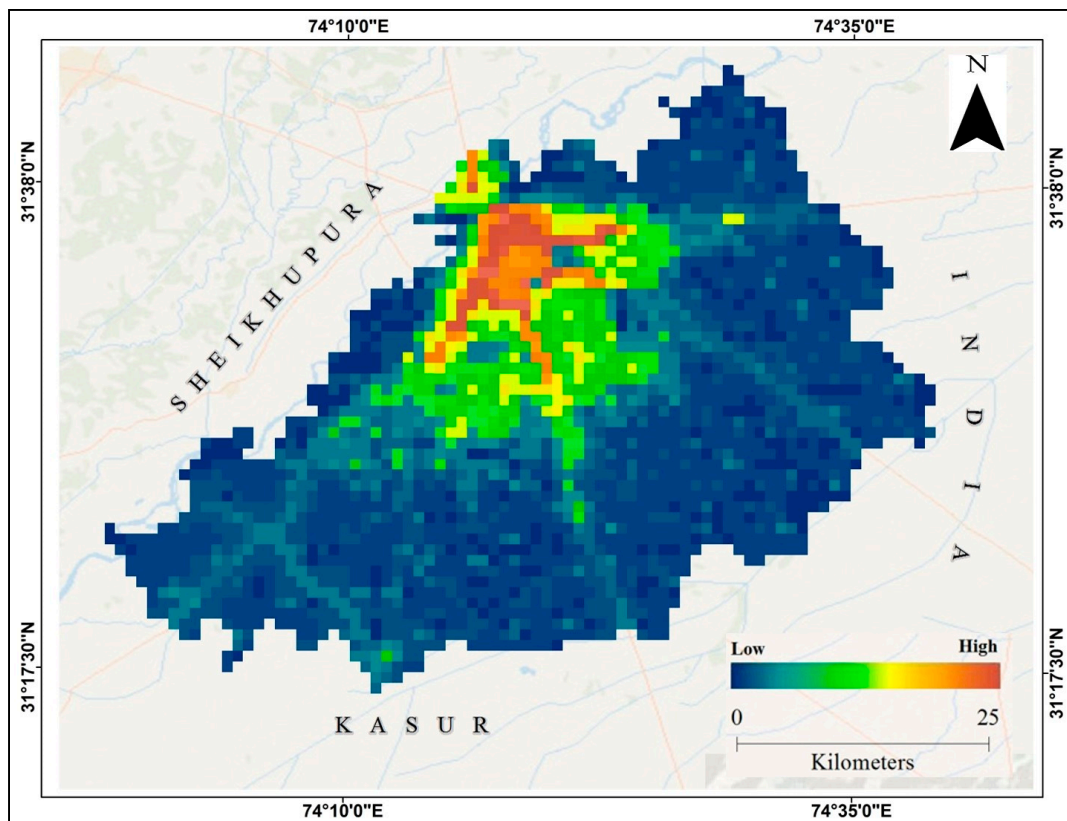 74°10'0"E 74°35'0"E
N
31°38'0"N
31°38'0"N
SHEIKHUPURA
INDIA
Low High
0 25
Kilometers
31°17'30"N
31°17'30"N
KASUR
74°10'0"E 74°35'0"E